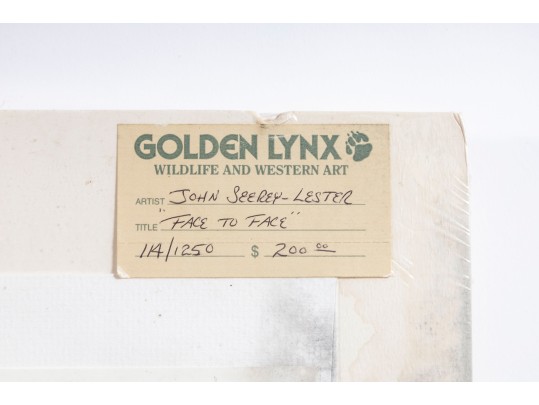 GOLDEN LYNX
WILDLIFE AND WESTERN ART
ARTIST JOHN SEEREY-LESTER
TITLE "FACE TO FACE"
114/1250 $ 200 00